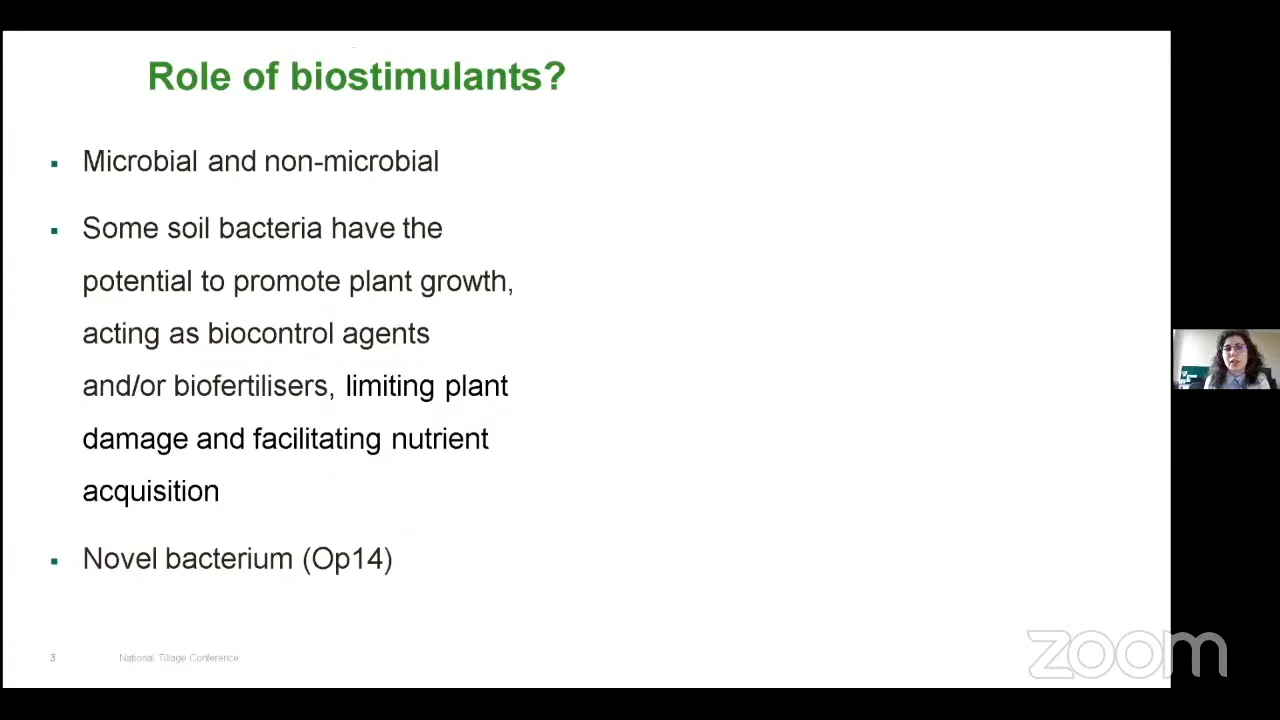 Role of biostimulants?
Microbial and non-microbial
Some soil bacteria have the
potential to promote plant growth,
acting as biocontrol agents
and/or biofertilisers, limiting plant
damage and facilitating nutrient
acquisition
Novel bacterium (Op14)
3 National Tillage Conference
zoom